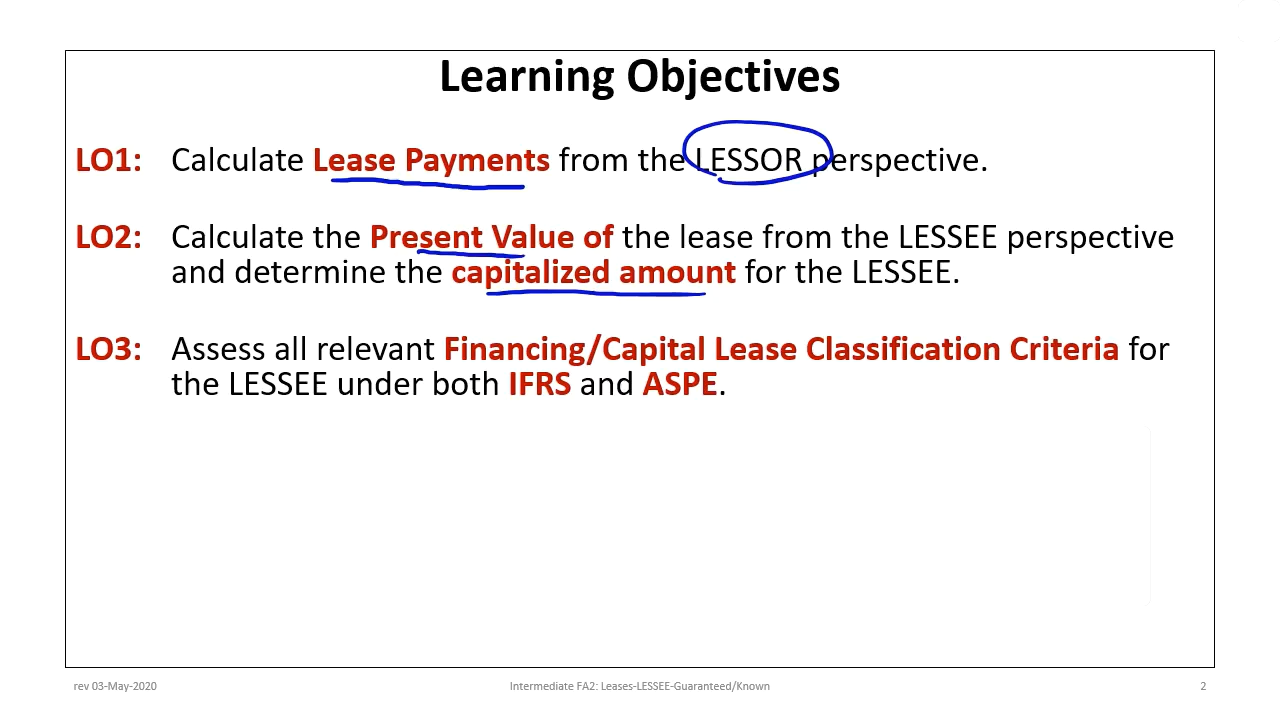 Learning Objectives
LO1: Calculate Lease Payments from the LESSOR perspective.
LO2: Calculate the Present Value of the lease from the LESSEE perspective
and determine the capitalized amount for the LESSEE.
LO3: Assess all relevant Financing/Capital Lease Classification Criteria for
the LESSEE under both IFRS and ASPE.
rev 03-May-2020 Intermediate FA2: Leases-LESSEE-Guaranteed/Known 2